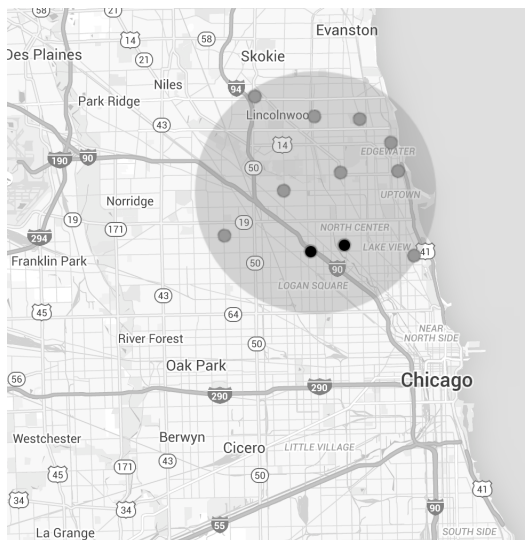 58
21
Evanston
14
58
Des Plaines
21
Skokie
Niles
94
Park Ridge
Lincolnwoo
43
14
EDGEWATER
190
90
50
UPTOWN
Norridge
19
171
19
NORTH CENTER
294
LAKE VIEW
41
Franklin Park
50
90
LOGAN SQUARE
43
45
64
NEAR
NORTH SIDE
River Forest
50
Oak Park
56
290
290
Chicago
Westchester
Berwyn
Cicero
LITTLE VILLAGE
171
43
45
50
41
34
34
90
55
La Grange
SOUTH SIDE